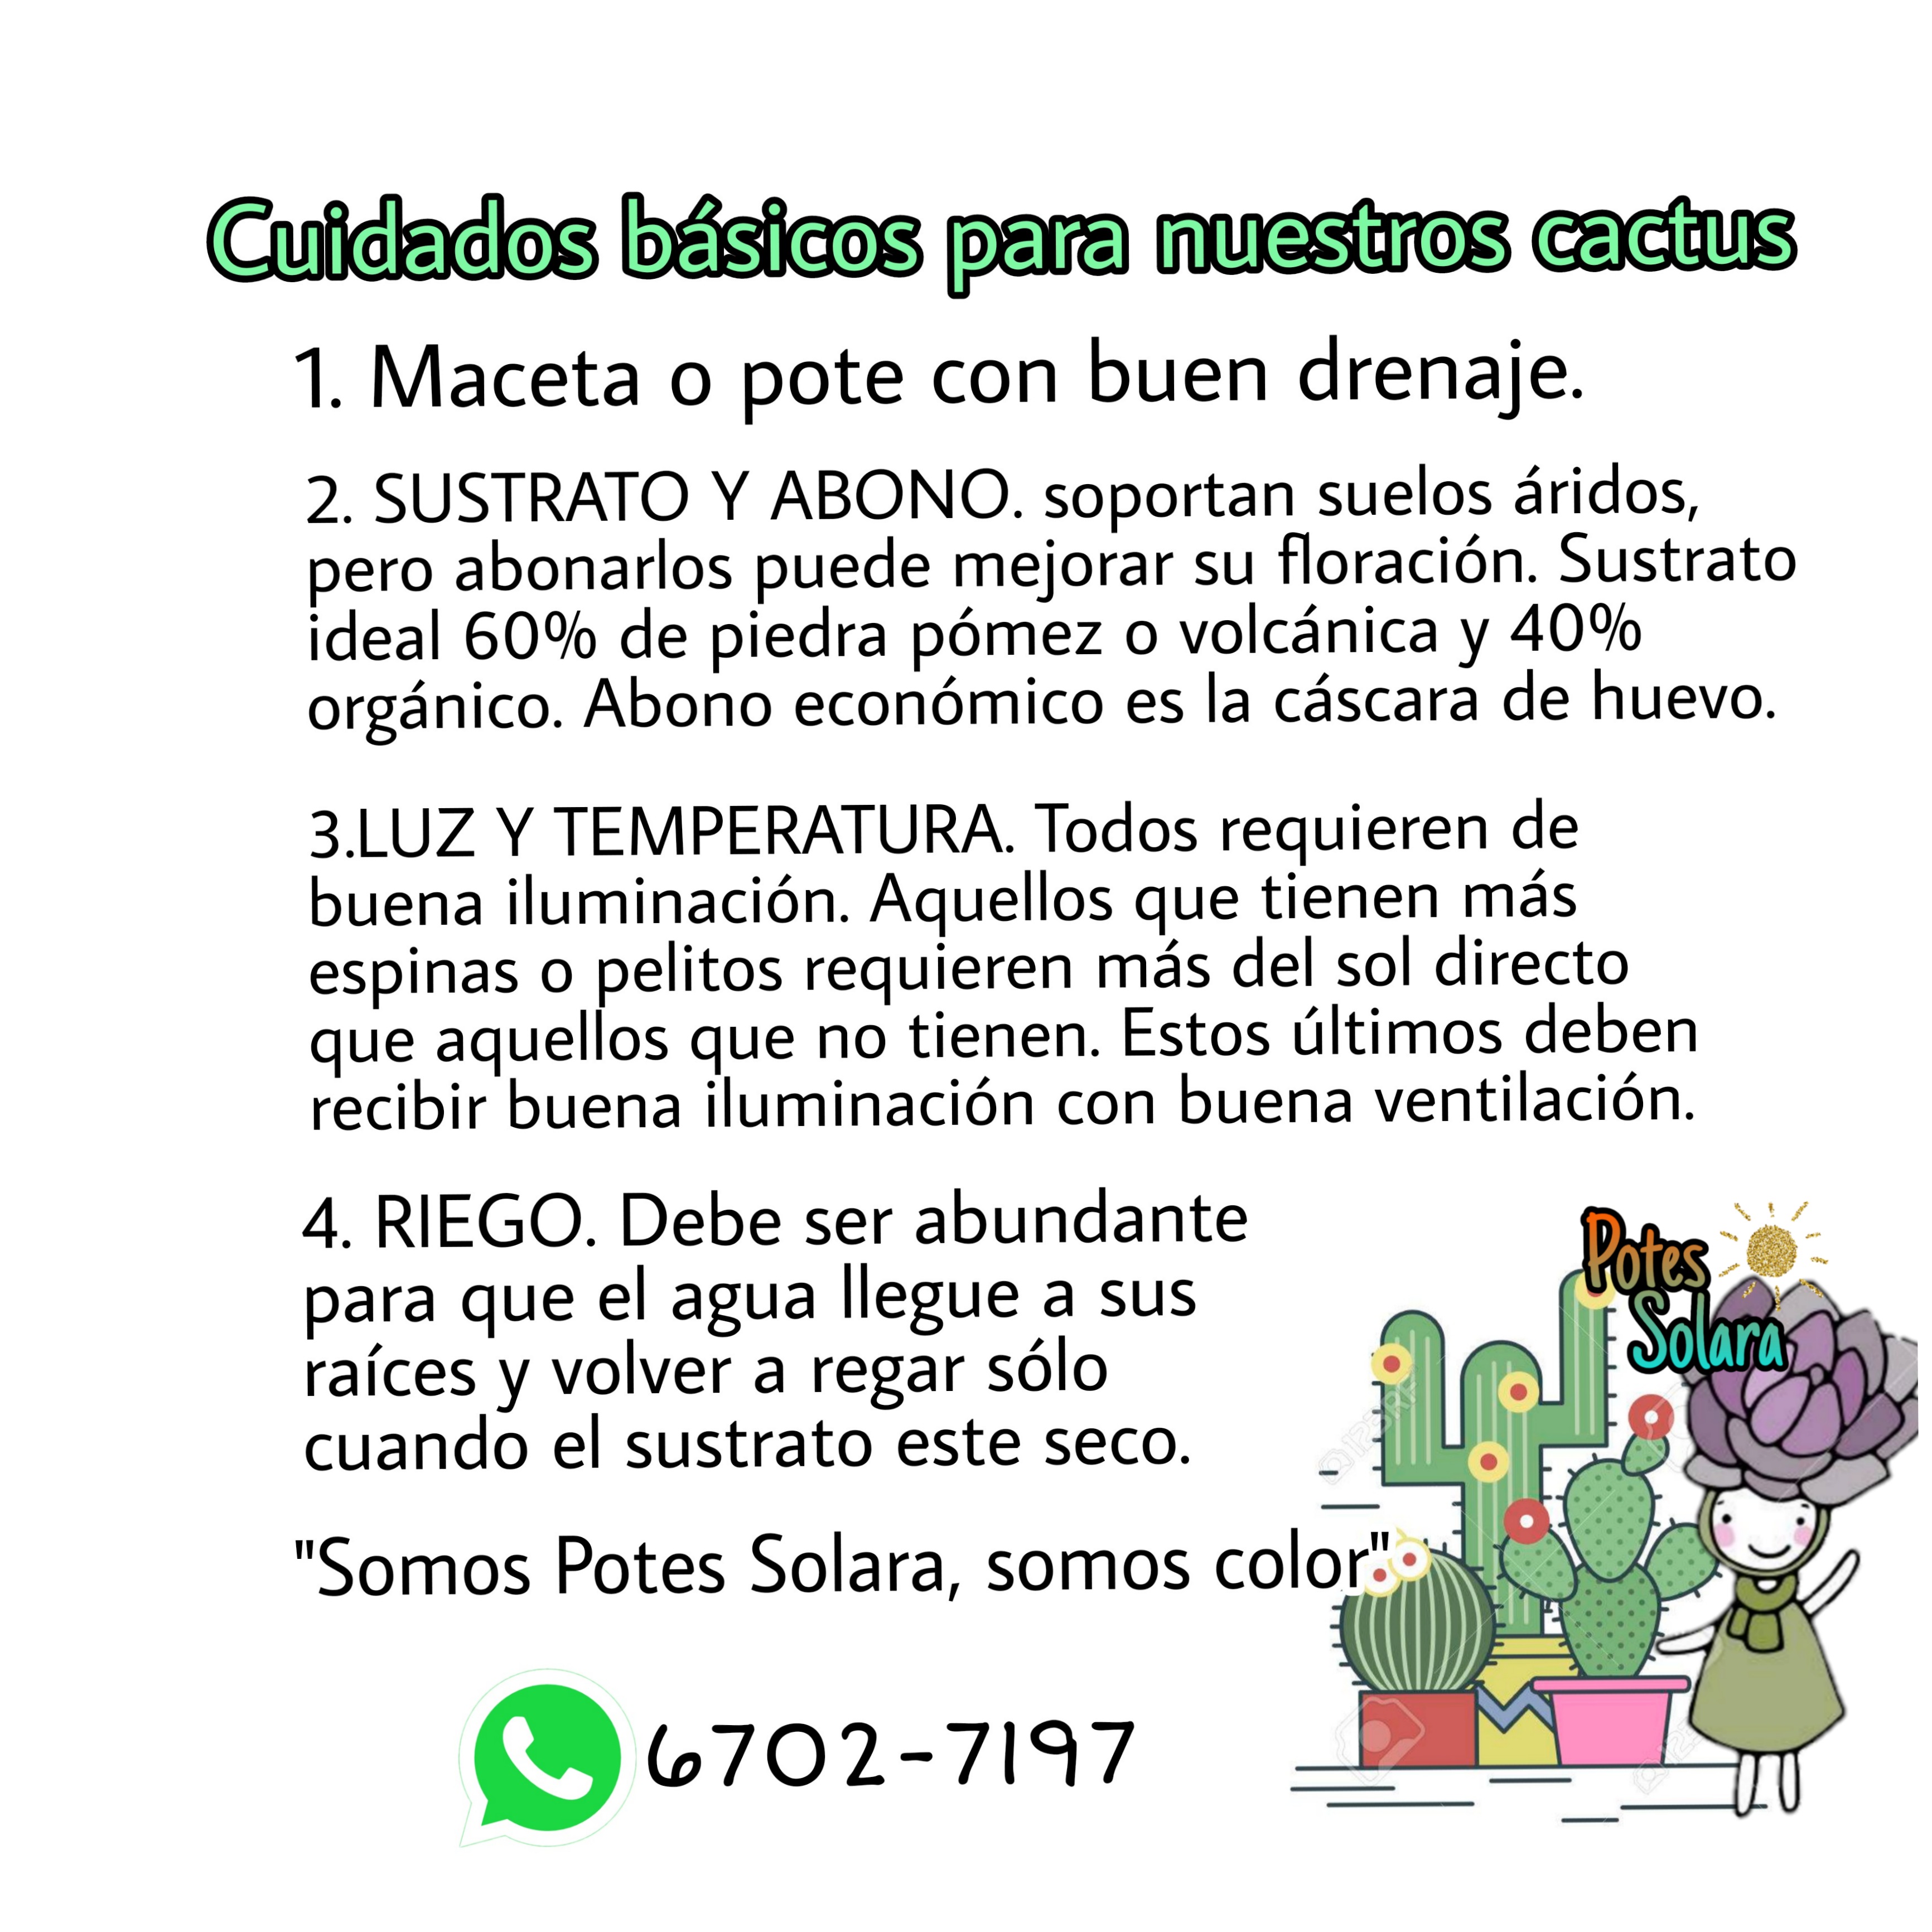 Cuidados básicos para nuestros cactus
1. Maceta o pote con buen drenaje.
2. SUSTRATO Y ABONO. soportan suelos áridos,
pero abonarlos puede mejorar su floración. Sustrato
ideal 60% de piedra pómez o volcánica y 40%
orgánico. Abono económico es la cáscara de huevo.
3.LUZ Y TEMPERATURA. Todos requieren de
buena iluminación. Aquellos que tienen más
espinas o pelitos requieren más del sol directo
que aquellos que no tienen. Estos últimos deben
recibir buena iluminación con buena ventilación.
4. RIEGO. Debe ser abundante
para que el agua llegue a sus
raíces y volver a regar sólo
cuando el sustrato este seco.
"Somos Potes Solara, somos color"
6702-7197
Potes
Solara
123RF